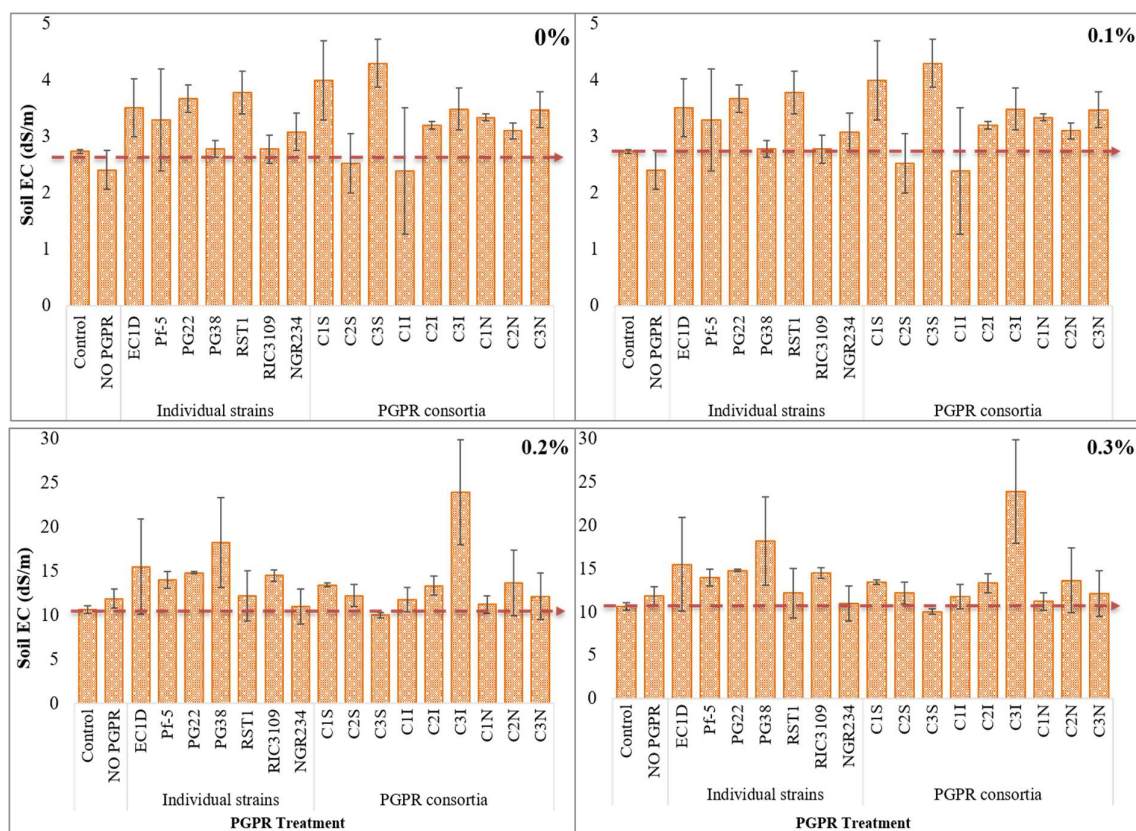 0%
Soil EC (dS/m)
5
4
3
2
1
0
Control
NO PGPR
EC1D
Pf-5
PG22
PG38
RST1
RIC3109
NGR234
C1S
C2S
C3S
C1I
C2I
C3I
C1N
C2N
C3N
Individual strains
PGPR consortia
0.1%
5
4
3
2
1
0
Control
NO PGPR
EC1D
Pf-5
PG22
PG38
RST1
RIC3109
NGR234
C1S
C2S
C3S
C1I
C2I
C3I
C1N
C2N
C3N
Individual strains
PGPR consortia
0.2%
Soil EC (dS/m)
30
25
20
15
10
5
0
Control
NO PGPR
EC1D
Pf-5
PG22
PG38
RST1
RIC3109
NGR234
C1S
C2S
C3S
C1I
C2I
C3I
C1N
C2N
C3N
Individual strains
PGPR consortia
PGPR Treatment
0.3%
30
25
20
15
10
5
0
Control
NO PGPR
EC1D
Pf-5
PG22
PG38
RST1
RIC3109
NGR234
C1S
C2S
C3S
C1I
C2I
C3I
C1N
C2N
C3N
Individual strains
PGPR consortia
PGPR Treatment